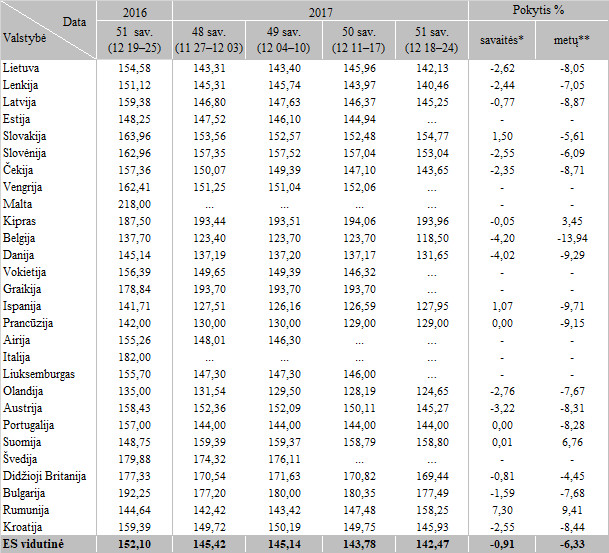 Data
Valstybė 2016 2017 Pokytis %
51 sav. (12 19–25) 48 sav. (11 27–12 03) 49 sav. (12 04–10) 50 sav. (12 11–17) 51 sav. (12 18–24) savaitės* metų**
Lietuva 154,58 143,31 143,40 145,96 142,13 -2,62 -8,05
Lenkija 151,12 145,31 145,74 143,97 140,46 -2,44 -7,05
Latvija 159,38 146,80 147,63 146,37 145,25 -0,77 -8,87
Estija 148,25 147,52 146,10 144,94 ... - -
Slovakija 163,96 153,56 152,57 152,48 154,77 1,50 -5,61
Slovėnija 162,96 157,35 157,52 157,04 153,04 -2,55 -6,09
Čekija 157,36 150,07 149,39 147,10 143,65 -2,35 -8,71
Vengrija 162,41 151,25 151,04 152,06 ... - -
Malta 218,00 ... ... ... ... - -
Kipras 187,50 193,44 193,51 194,06 193,96 -0,05 3,45
Belgija 137,70 123,40 123,70 123,70 118,50 -4,20 -13,94
Danija 145,14 137,19 137,20 137,17 131,65 -4,02 -9,29
Vokietija 156,39 149,65 149,39 146,32 ... - -
Graikija 178,84 193,70 193,70 193,70 ... - -
Ispanija 141,71 127,51 126,16 126,59 127,95 1,07 -9,71
Prancūzija 142,00 130,00 130,00 129,00 129,00 0,00 -9,15
Airija 155,26 148,01 146,30 ... ... - -
Italija 182,00 ... ... ... ... - -
Liuksemburgas 155,70 147,30 147,30 146,00 ... - -
Olandija 135,00 131,54 129,50 128,19 124,65 -2,76 -7,67
Austrija 158,43 152,36 152,09 150,11 145,27 -3,22 -8,31
Portugalija 157,00 144,00 144,00 144,00 144,00 0,00 -8,28
Suomija 148,75 159,39 159,37 158,79 158,80 0,01 6,76
Švedija 179,88 174,32 176,11 ... ... - -
Didžioji Britanija 177,33 170,54 171,63 170,82 169,44 -0,81 -4,45
Bulgarija 192,25 177,20 180,00 180,35 177,49 -1,59 -7,68
Rumunija 144,64 142,42 143,42 147,48 158,25 7,30 9,41
Kroatija 159,39 149,72 150,19 149,75 145,93 -2,55 -8,44
ES vidutinė 152,10 145,42 145,14 143,78 142,47 -0,91 -6,33